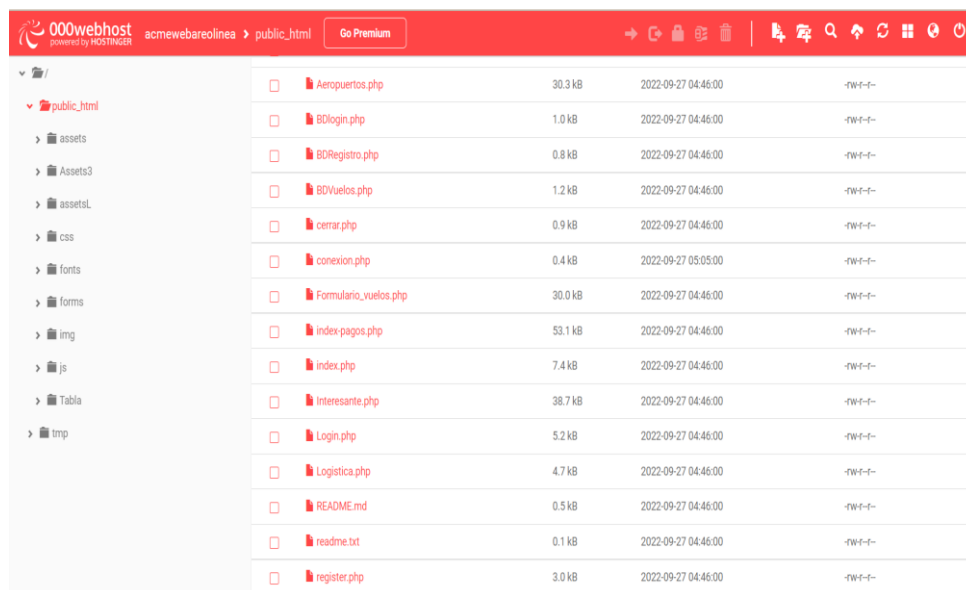 000webhost
powered by HOSTINGER
acmewebareolinea > public_html
Go Premium
/
public_html
assets
Assets3
assetsL
css
fonts
forms
img
js
Tabla
tmp
Aeropuertos.php 30.3 kB 2022-09-27 04:46:00 -rw-r--r--
BDlogin.php 1.0 kB 2022-09-27 04:46:00 -rw-r--r--
BDRegistro.php 0.8 kB 2022-09-27 04:46:00 -rw-r--r--
BDVuelos.php 1.2 kB 2022-09-27 04:46:00 -rw-r--r--
cerrar.php 0.9 kB 2022-09-27 04:46:00 -rw-r--r--
conexion.php 0.4 kB 2022-09-27 05:05:00 -rw-r--r--
Formulario_vuelos.php 30.0 kB 2022-09-27 04:46:00 -rw-r--r--
index-pagos.php 53.1 kB 2022-09-27 04:46:00 -rw-r--r--
index.php 7.4 kB 2022-09-27 04:46:00 -rw-r--r--
Interesante.php 38.7 kB 2022-09-27 04:46:00 -rw-r--r--
Login.php 5.2 kB 2022-09-27 04:46:00 -rw-r--r--
Logistica.php 4.7 kB 2022-09-27 04:46:00 -rw-r--r--
README.md 0.5 kB 2022-09-27 04:46:00 -rw-r--r--
readme.txt 0.1 kB 2022-09-27 04:46:00 -rw-r--r--
register.php 3.0 kB 2022-09-27 04:46:00 -rw-r--r--